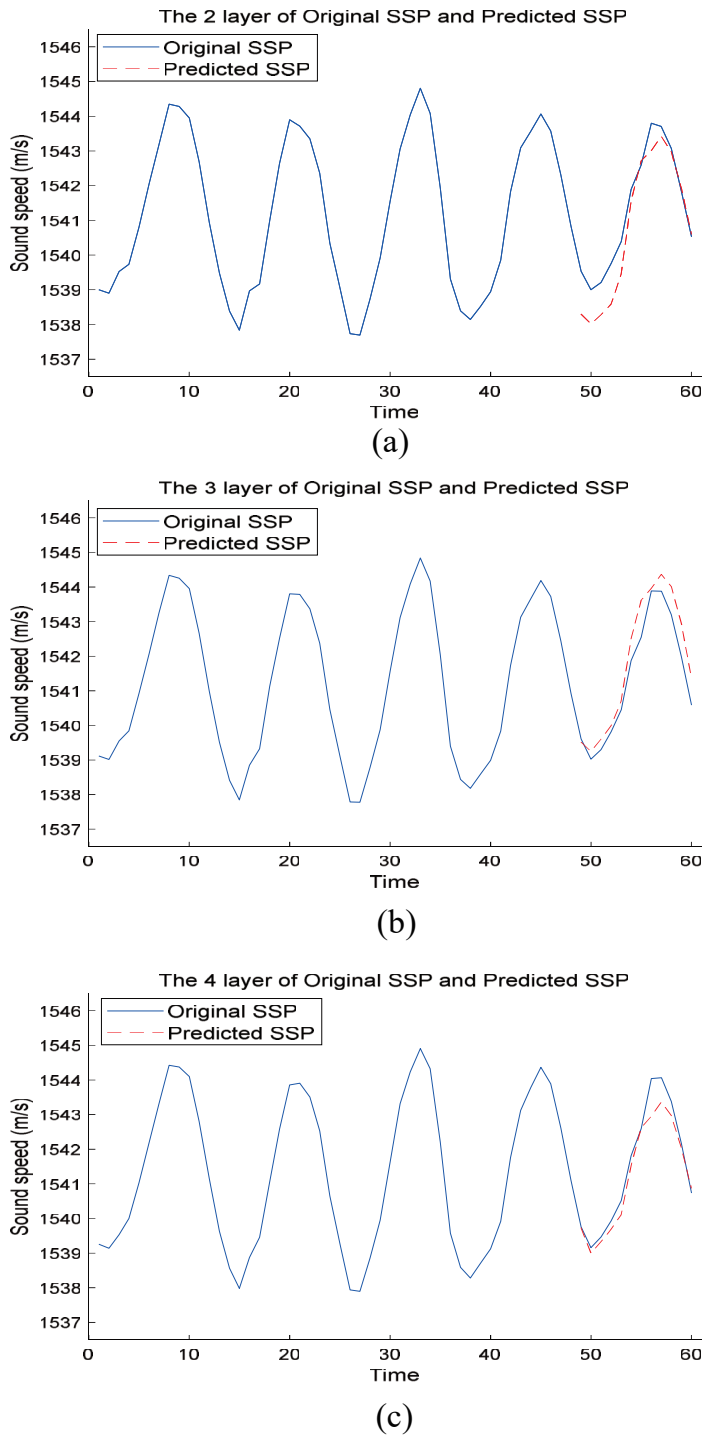 The 2 layer of Original SSP and Predicted SSP
1546
1545
1544
1543
1542
1541
1540
1539
1538
1537
Sound speed (m/s)
Original SSP
Predicted SSP
0 10 20 30 40 50 60
Time
(a)
The 3 layer of Original SSP and Predicted SSP
1546
1545
1544
1543
1542
1541
1540
1539
1538
1537
Sound speed (m/s)
Original SSP
Predicted SSP
0 10 20 30 40 50 60
Time
(b)
The 4 layer of Original SSP and Predicted SSP
1546
1545
1544
1543
1542
1541
1540
1539
1538
1537
Sound speed (m/s)
Original SSP
Predicted SSP
0 10 20 30 40 50 60
Time
(c)